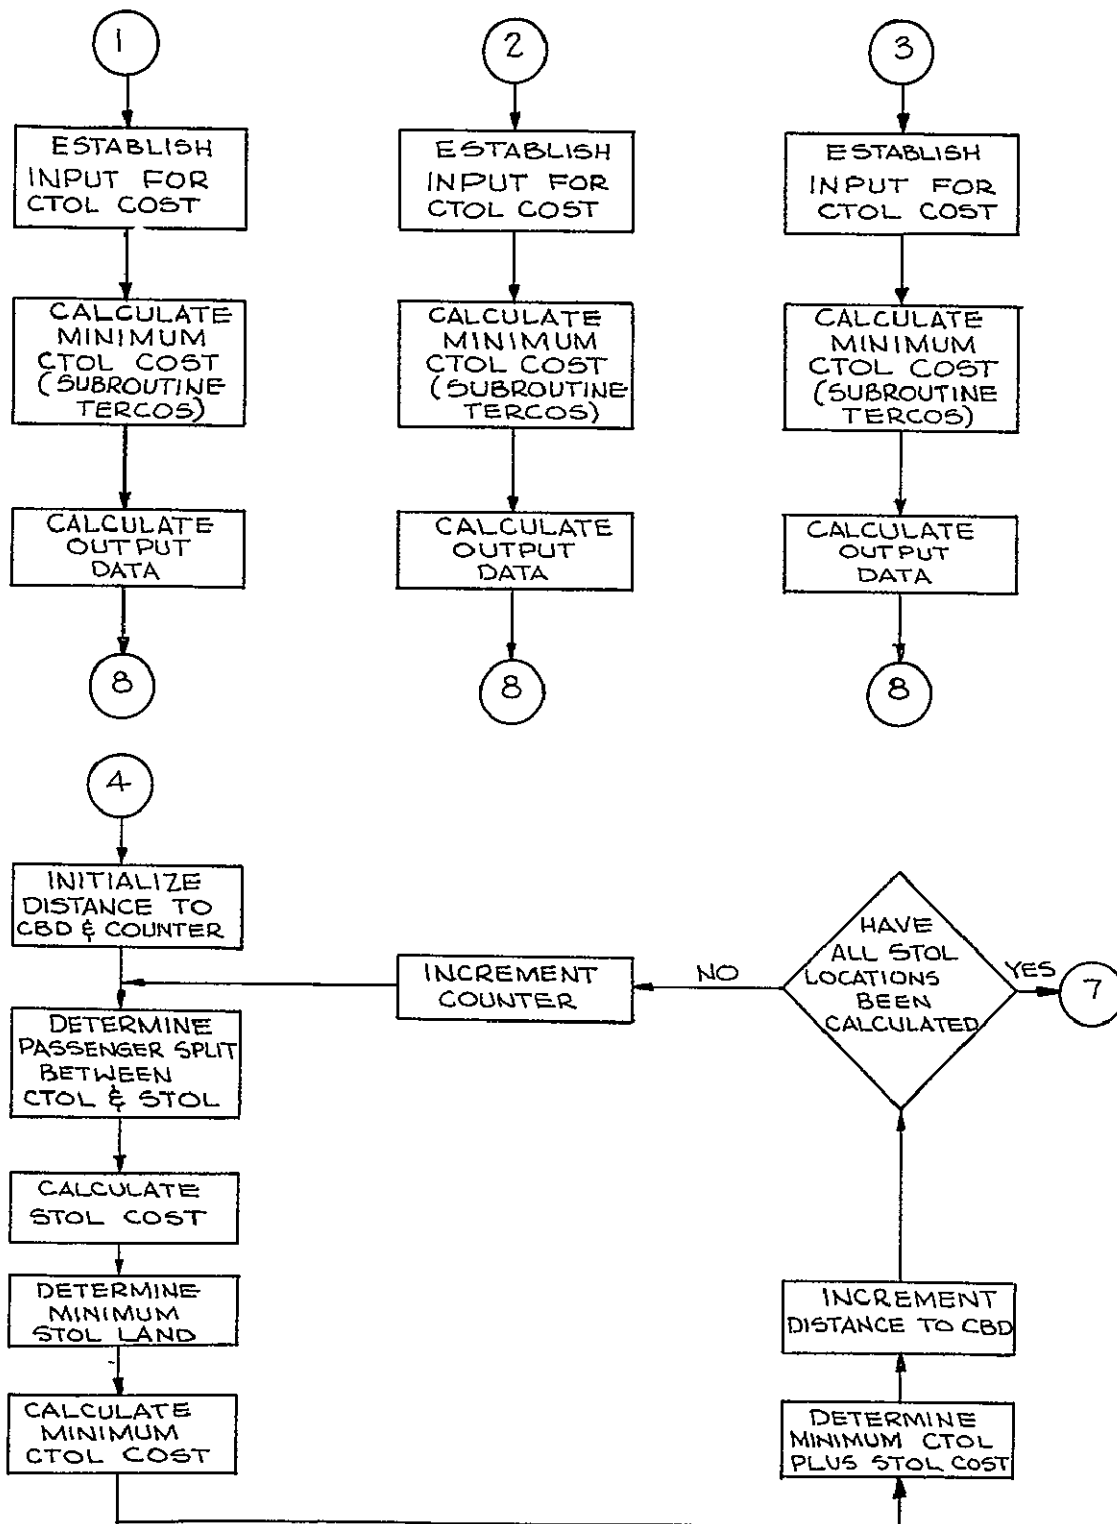 1
ESTABLISH
INPUT FOR
CTOL COST
CALCULATE
MINIMUM
CTOL COST
(SUBROUTINE
TERCOS)
CALCULATE
OUTPUT
DATA
8
2
ESTABLISH
INPUT FOR
CTOL COST
CALCULATE
MINIMUM
CTOL COST
(SUBROUTINE
TERCOS)
CALCULATE
OUTPUT
DATA
8
3
ESTABLISH
INPUT FOR
CTOL COST
CALCULATE
MINIMUM
CTOL COST
(SUBROUTINE
TERCOS)
CALCULATE
OUTPUT
DATA
8
4
INITIALIZE
DISTANCE TO
CBD & COUNTER
DETERMINE
PASSENGER SPLIT
BETWEEN
CTOL & STOL
CALCULATE
STOL COST
DETERMINE
MINIMUM
STOL LAND
CALCULATE
MINIMUM
CTOL COST
DETERMINE
MINIMUM CTOL
PLUS STOL COST
INCREMENT
DISTANCE TO CBD
HAVE
ALL STOL
LOCATIONS
BEEN
CALCULATED
YES
7
NO
INCREMENT
COUNTER